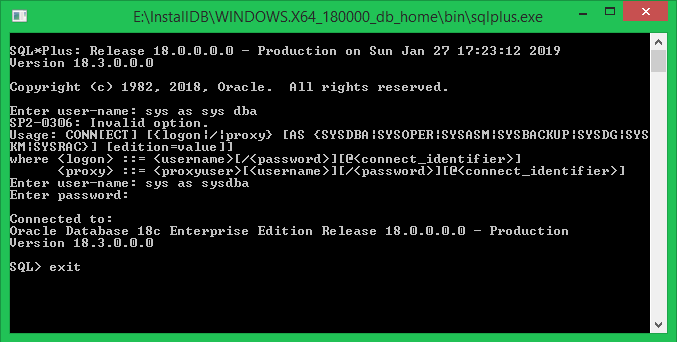 E:\InstallDB\WINDOWS.X64_180000_db_home\bin\sqlplus.exe
SQL*Plus: Release 18.0.0.0.0 - Production on Sun Jan 27 17:23:12 2019
Version 18.3.0.0.0
Copyright (c) 1982, 2018, Oracle.  All rights reserved.
Enter user-name: sys as sys dba
SP2-0306: Invalid option.
Usage: CONN[ECT] [{logon¦/¦proxy} [AS {SYSDBA¦SYSOPER¦SYSASM¦SYSBACKUP¦SYSDG¦SYS
KM¦SYSRAC}] [edition=value]]
where <logon> ::= <username>[/<password>][@<connect_identifier>]
      <proxy> ::= <proxyuser>[<username>][/<password>][@<connect_identifier>]
Enter user-name: sys as sysdba
Enter password:
Connected to:
Oracle Database 18c Enterprise Edition Release 18.0.0.0.0 - Production
Version 18.3.0.0.0
SQL> exit